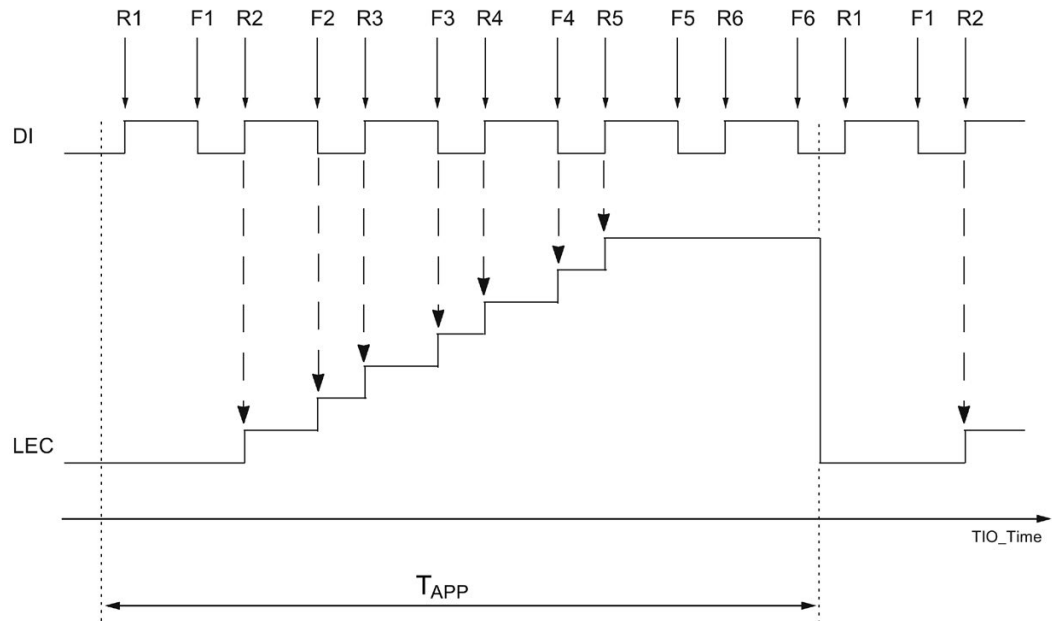 R1 F1 R2 F2 R3 F3 R4 F4 R5 F5 R6 F6 R1 F1 R2
DI
LEC
TIO_Time
TAPP